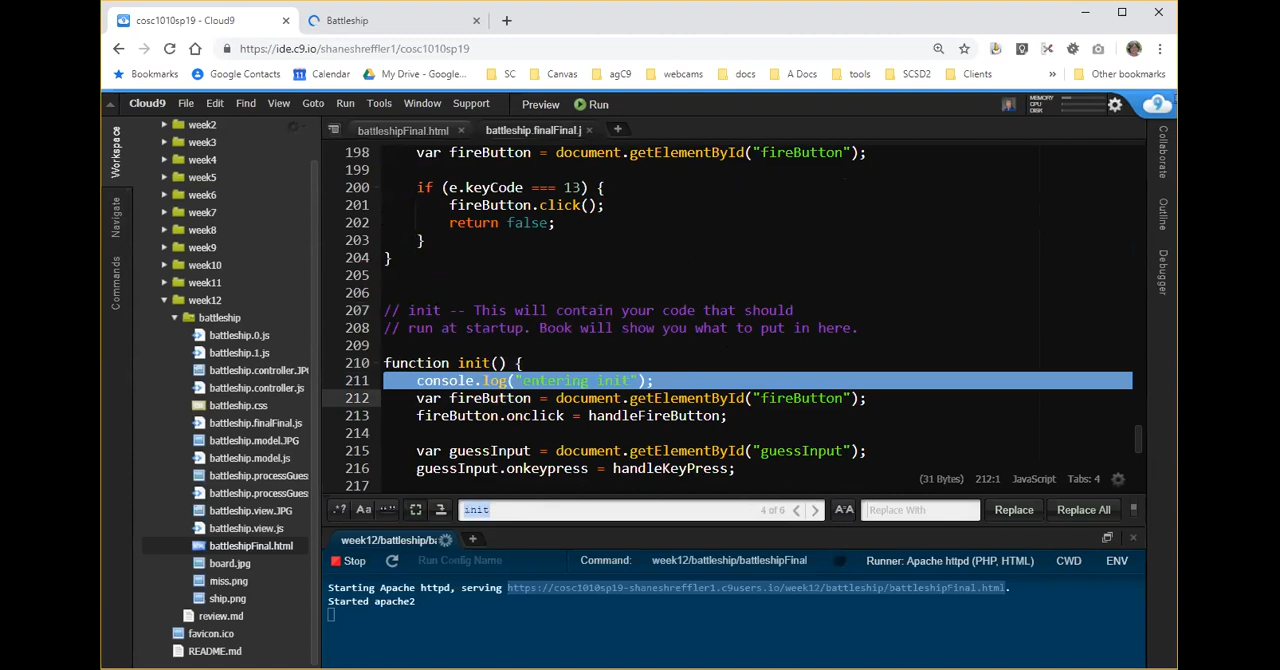 cosc1010sp19 - Cloud9
Battleship
https://ide.c9.io/shaneshreffler1/cosc1010sp19
Bookmarks
Google Contacts
Calendar
My Drive - Google...
SC
Canvas
agC9
webcams
docs
A Docs
tools
SCSD2
Clients
»
Other bookmarks
Cloud9 File Edit Find View Goto Run Tools Window Support
Preview
Run
MEMORY
CPU
DISK
Workspace
Navigate
Commands
week2
week3
week4
week5
week6
week7
week8
week9
week10
week11
week12
battleship
battleship.0.js
battleship.1.js
battleship.controller.JP
battleship.controller.js
battleship.css
battleship.finalFinal.js
battleship.model.JPG
battleship.model.js
battleship.processGues
battleship.processGues
battleship.view.JPG
battleship.view.js
battleshipFinal.html
board.jpg
miss.png
ship.png
review.md
favicon.ico
README.md
battleshipFinal.html
battleship.finalFinal.j
198 var fireButton = document.getElementById("fireButton");
199
200 if (e.keyCode === 13) {
201 fireButton.click();
202 return false;
203 }
204 }
205
206
207 // init -- This will contain your code that should
208 // run at startup. Book will show you what to put in here.
209
210 function init() {
211 console.log("entering init");
212 var fireButton = document.getElementById("fireButton");
213 fireButton.onclick = handleFireButton;
214
215 var guessInput = document.getElementById("guessInput");
216 guessInput.onkeypress = handleKeyPress;
217
(31 Bytes) 212:1 JavaScript Tabs: 4
.* ? Aa
init
4 of 6
Replace With
Replace
Replace All
week12/battleship/ba
Stop
Run Config Name
Command:
week12/battleship/battleshipFinal
Runner: Apache httpd (PHP, HTML)
CWD
ENV
Starting Apache httpd, serving https://cosc1010sp19-shaneshreffler1.c9users.io/week12/battleship/battleshipFinal.html.
Started apache2
Collaborate
Outline
Debugger